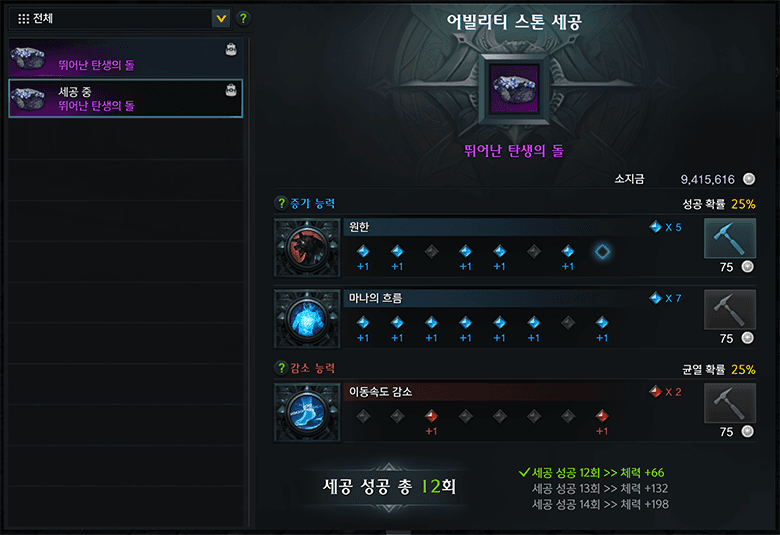 전체
?
뛰어난 탄생의 돌
세공 중
뛰어난 탄생의 돌
어빌리티 스톤 세공
뛰어난 탄생의 돌
소지금 9,415,616
? 증가 능력 성공 확률 25%
원한 X 5
+1 +1 +1 +1 +1
75
마나의 흐름 X 7
+1 +1 +1 +1 +1 +1 +1
75
? 감소 능력 균열 확률 25%
이동속도 감소 X 2
+1 +1
75
세공 성공 총 12회
세공 성공 12회 >> 체력 +66
세공 성공 13회 >> 체력 +132
세공 성공 14회 >> 체력 +198